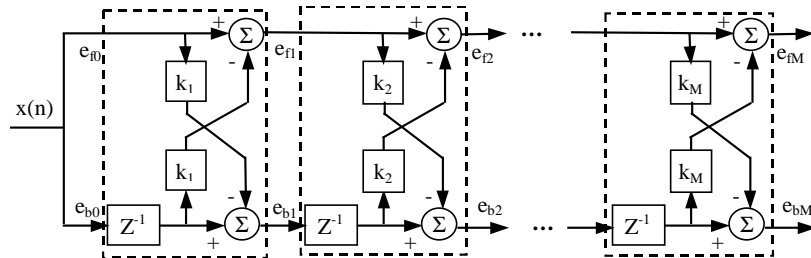 + Σ + Σ ... + Σ
e_f0 - e_f1 - e_f2 - e_fM
k_1 k_2 k_M
x(n)
k_1 k_2 k_M
e_b0 - e_b1 - e_b2 - e_bM
Z^-1 + Σ Z^-1 + Σ ... Z^-1 + Σ